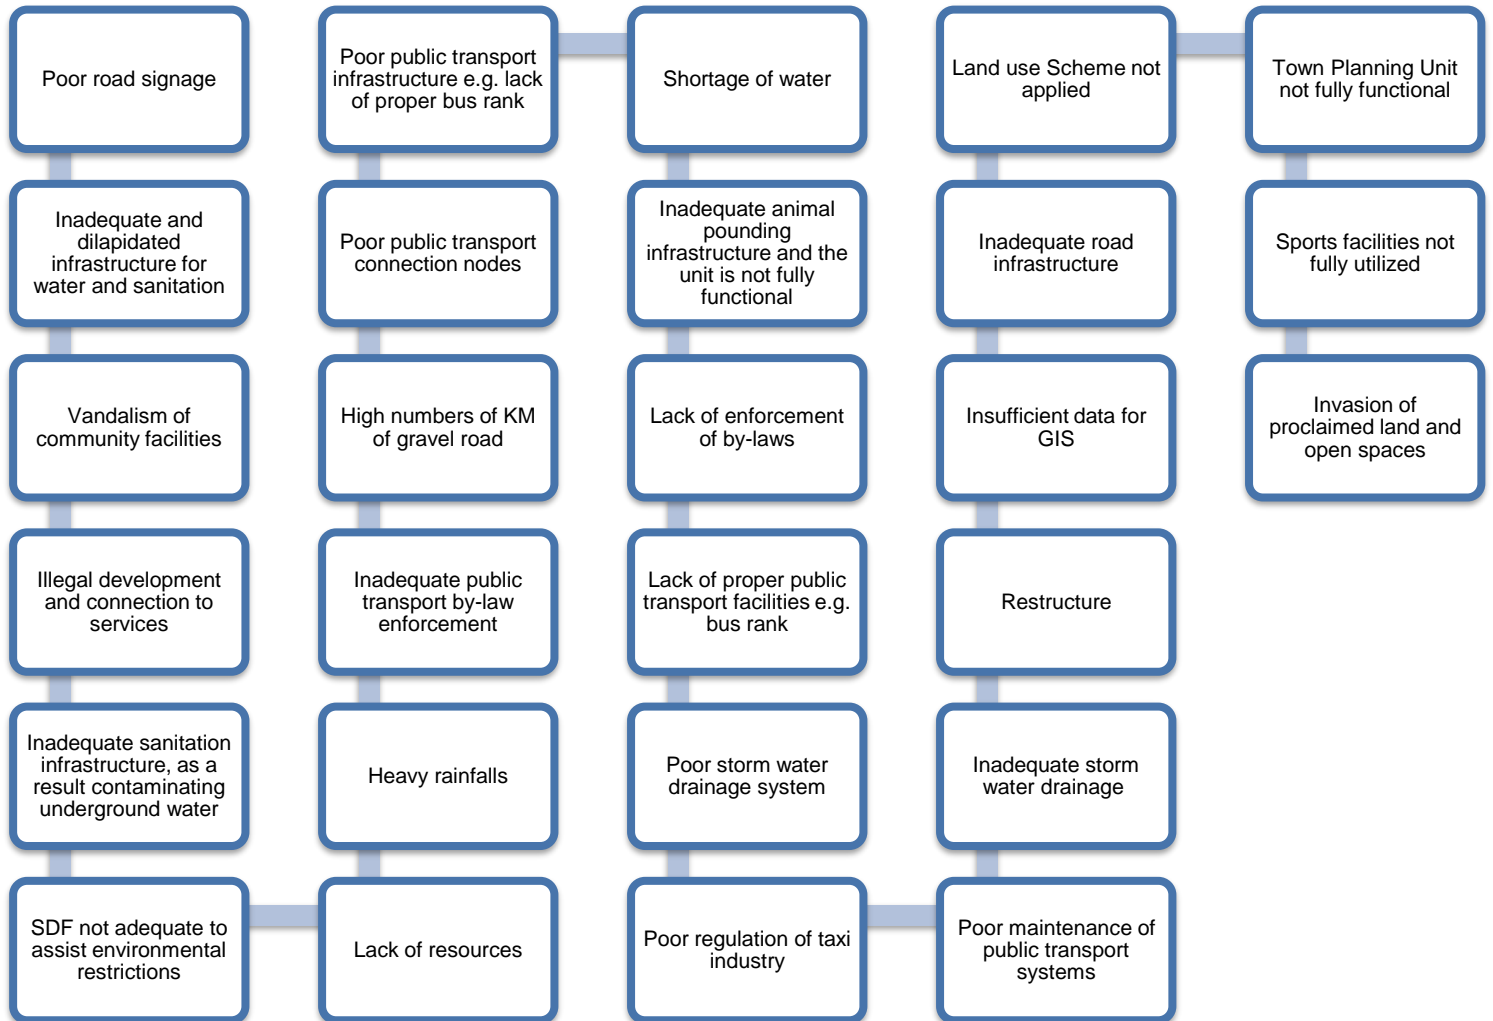 Poor road signage
Inadequate and
dilapidated
infrastructure for
water and sanitation
Vandalism of
community facilities
Illegal development
and connection to
services
Inadequate sanitation
infrastructure, as a
result contaminating
underground water
SDF not adequate to
assist environmental
restrictions
Lack of resources
Heavy rainfalls
Inadequate public
transport by-law
enforcement
High numbers of KM
of gravel road
Poor public transport
connection nodes
Poor public transport
infrastructure e.g. lack
of proper bus rank
Shortage of water
Inadequate animal
pounding
infrastructure and the
unit is not fully
functional
Lack of enforcement
of by-laws
Lack of proper public
transport facilities e.g.
bus rank
Poor storm water
drainage system
Poor regulation of taxi
industry
Poor maintenance of
public transport
systems
Inadequate storm
water drainage
Restructure
Insufficient data for
GIS
Inadequate road
infrastructure
Land use Scheme not
applied
Town Planning Unit
not fully functional
Sports facilities not
fully utilized
Invasion of
proclaimed land and
open spaces